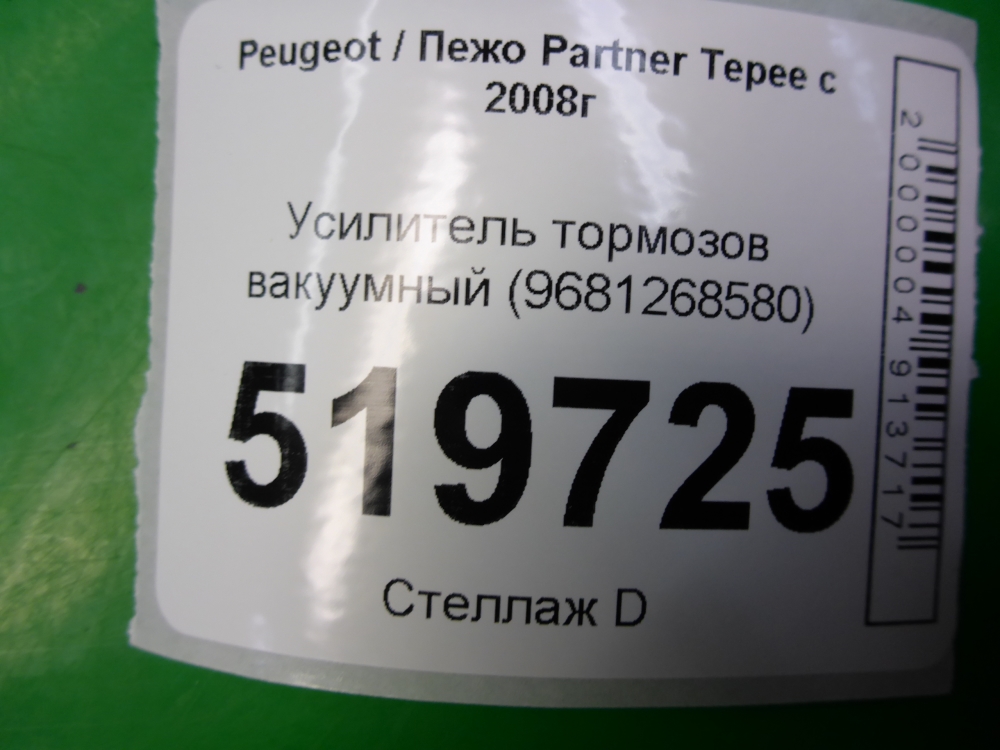 Peugeot / Пежо Partner Tepee с
2008г
Усилитель тормозов
вакуумный (9681268580)
519725
Стеллаж D
2000004913717